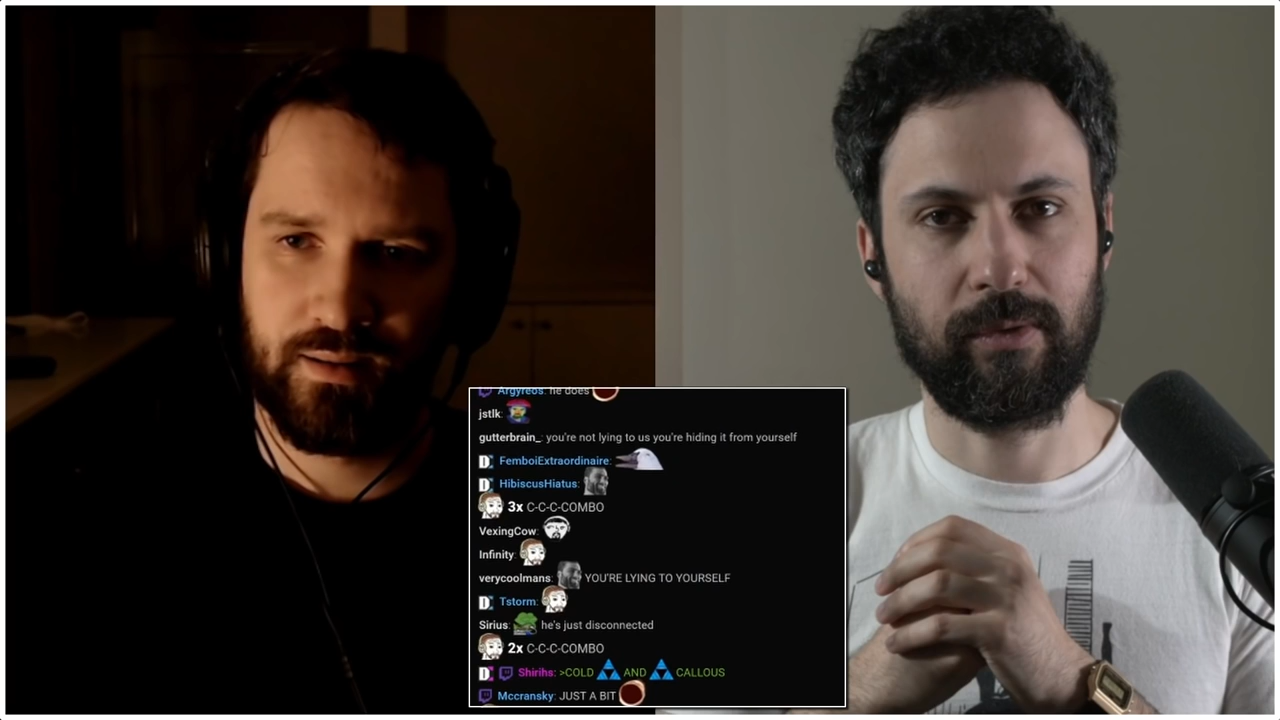 Argyreos: he does
jstlk:
gutterbrain_: you're not lying to us you're hiding it from yourself
FemboiExtraordinaire:
HibiscusHiatus:
3x C-C-C-COMBO
VexingCow:
Infinity:
verycoolmans: YOU'RE LYING TO YOURSELF
Tstorm:
Sirius: he's just disconnected
2x C-C-C-COMBO
Shirihs: >COLD AND CALLOUS
Mccransky: JUST A BIT